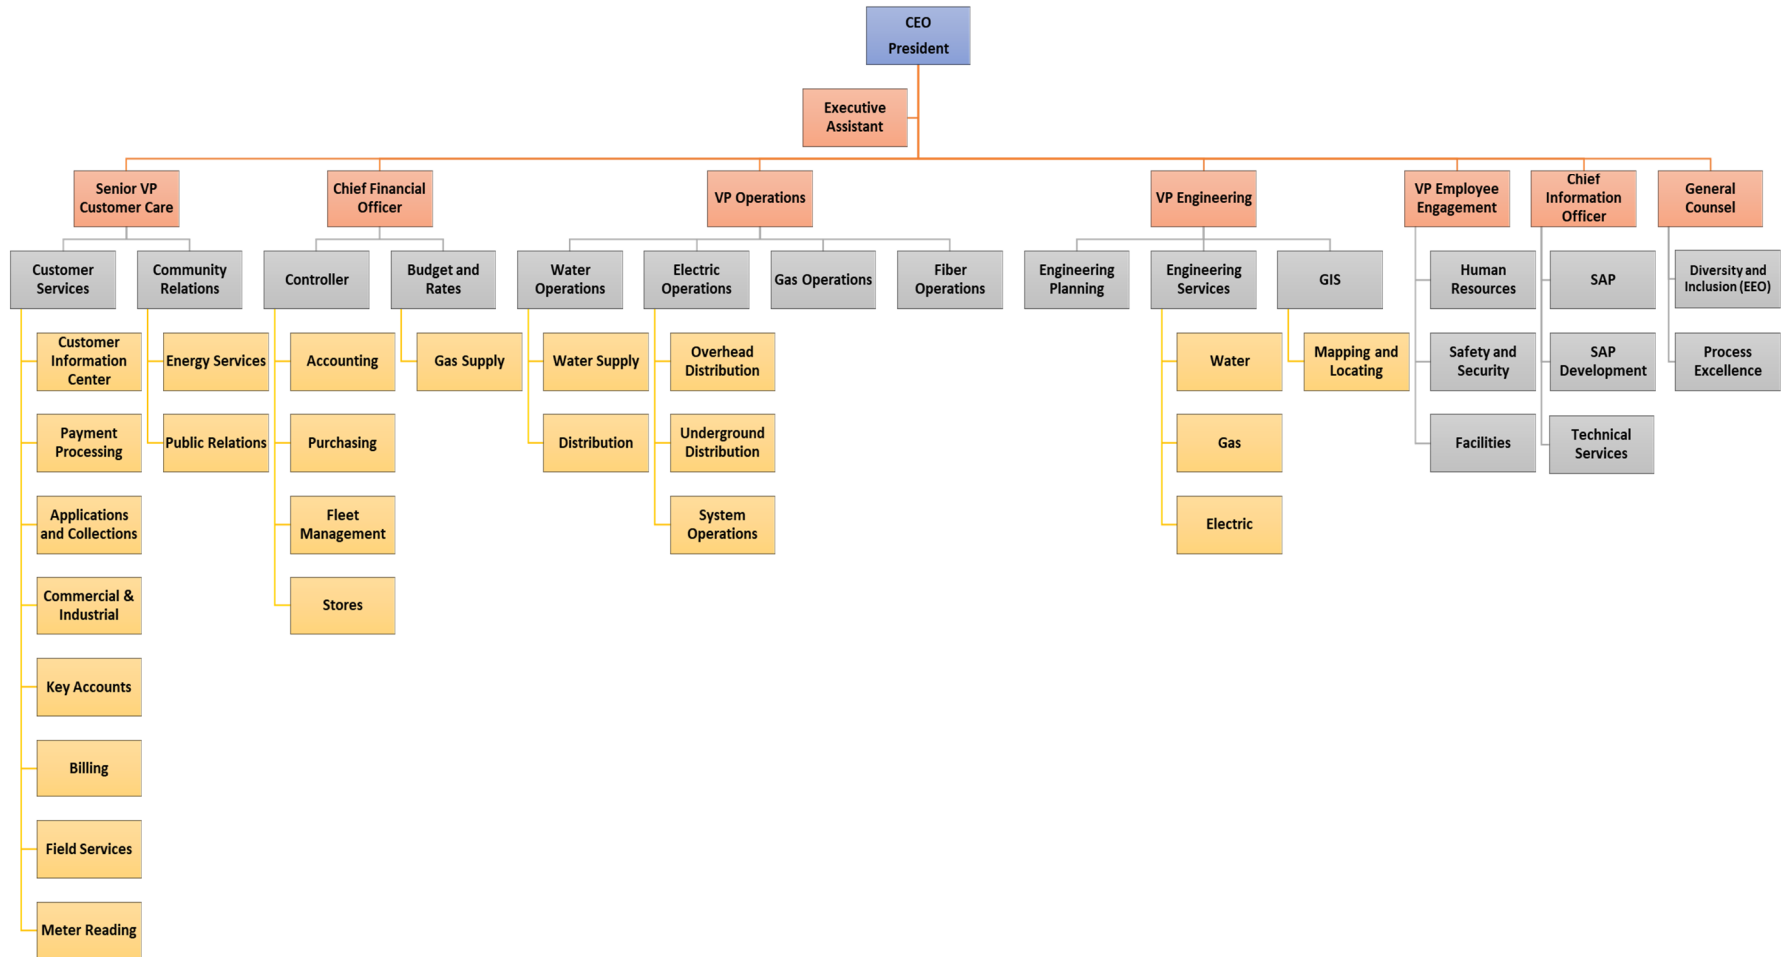 CEO
President
Executive
Assistant
Senior VP
Customer Care
Chief Financial
Officer
VP Operations
VP Engineering
VP Employee
Engagement
Chief
Information
Officer
General
Counsel
Customer
Services
Community
Relations
Controller
Budget and
Rates
Water
Operations
Electric
Operations
Gas Operations
Fiber
Operations
Engineering
Planning
Engineering
Services
GIS
Human
Resources
SAP
Diversity and
Inclusion (EEO)
Customer
Information
Center
Energy Services
Accounting
Gas Supply
Water Supply
Overhead
Distribution
Water
Mapping and
Locating
Safety and
Security
SAP
Development
Process
Excellence
Payment
Processing
Public Relations
Purchasing
Distribution
Underground
Distribution
Gas
Facilities
Technical
Services
Applications
and Collections
Fleet
Management
System
Operations
Electric
Commercial &
Industrial
Stores
Key Accounts
Billing
Field Services
Meter Reading